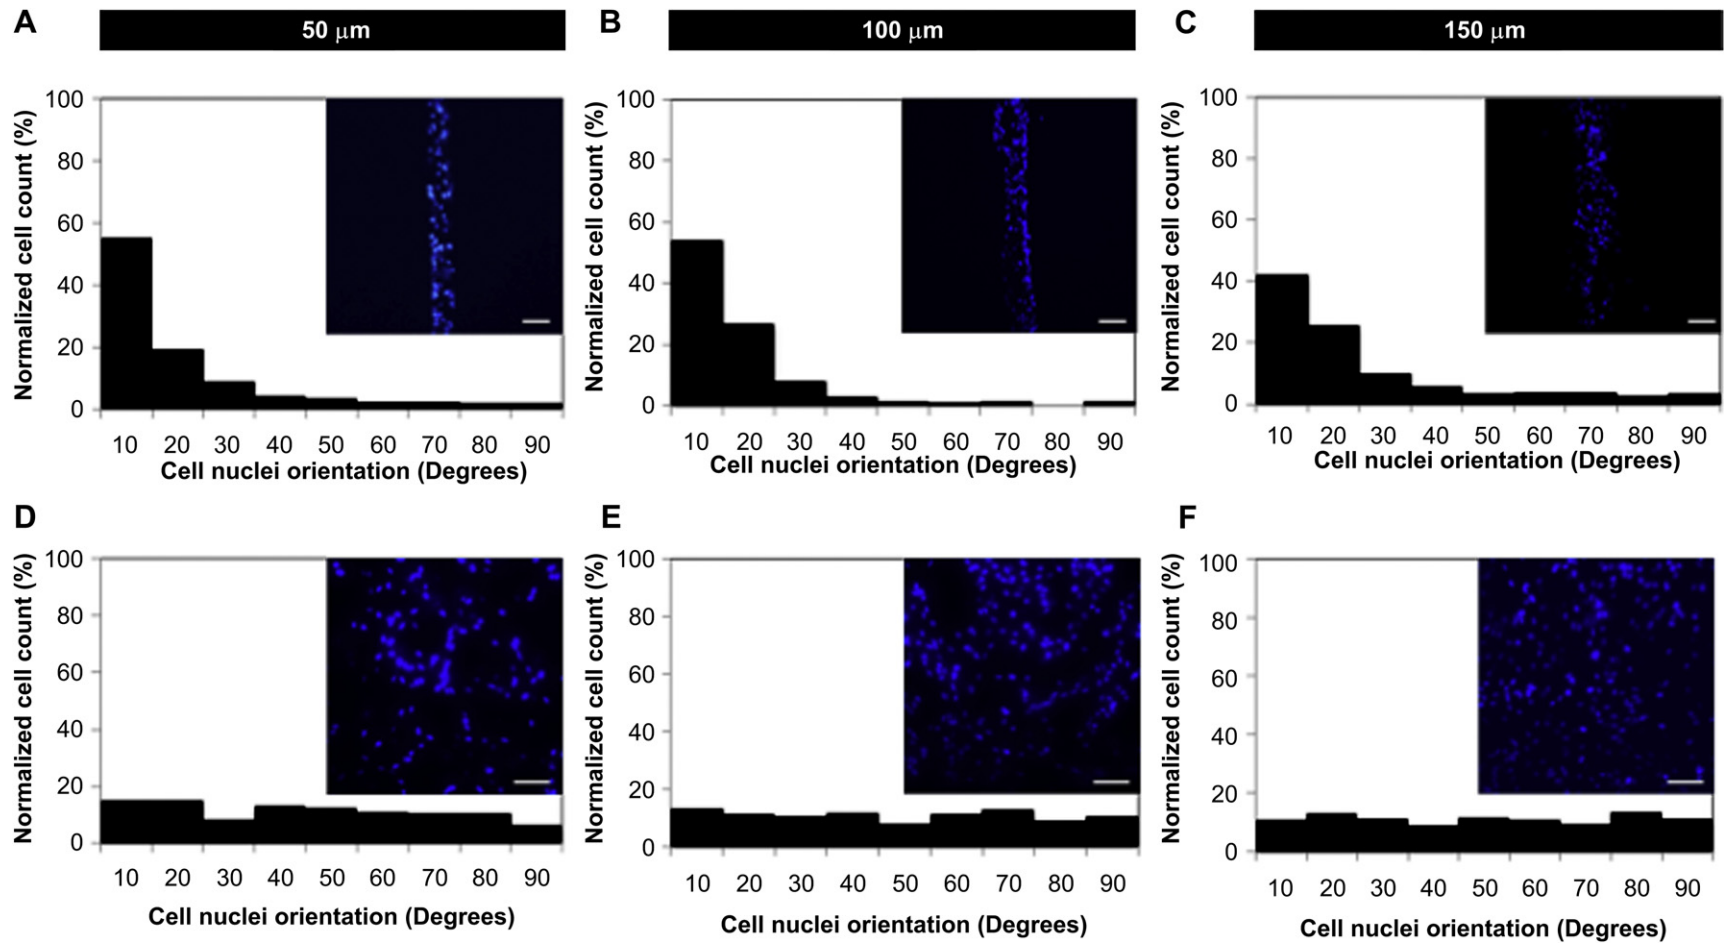 A
50 μm
B
100 μm
C
150 μm
Normalized cell count (%)
100
80
60
40
20
0
10 20 30 40 50 60 70 80 90
Cell nuclei orientation (Degrees)
Normalized cell count (%)
100
80
60
40
20
0
10 20 30 40 50 60 70 80 90
Cell nuclei orientation (Degrees)
Normalized cell count (%)
100
80
60
40
20
0
10 20 30 40 50 60 70 80 90
Cell nuclei orientation (Degrees)
D
Normalized cell count (%)
100
80
60
40
20
0
10 20 30 40 50 60 70 80 90
Cell nuclei orientation (Degrees)
E
Normalized cell count (%)
100
80
60
40
20
0
10 20 30 40 50 60 70 80 90
Cell nuclei orientation (Degrees)
F
Normalized cell count (%)
100
80
60
40
20
0
10 20 30 40 50 60 70 80 90
Cell nuclei orientation (Degrees)